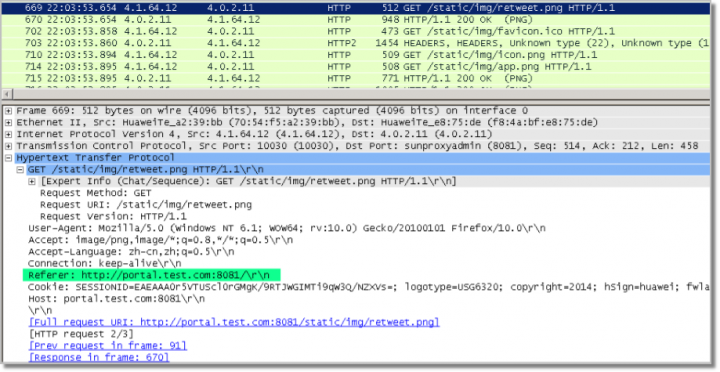 669 22:03:53.654 4.1.64.12 4.0.2.11 HTTP 512 GET /static/img/retweet.png HTTP/1.1
670 22:03:53.654 4.0.2.11 4.1.64.12 HTTP 948 HTTP/1.1 200 OK (PNG)
702 22:03:53.858 4.1.64.12 4.0.2.11 HTTP 473 GET /static/img/favicon.ico HTTP/1.1
703 22:03:53.860 4.0.2.11 4.1.64.12 HTTP2 1454 HEADERS, HEADERS, Unknown type (22), Unknown type (1
710 22:03:53.894 4.1.64.12 4.0.2.11 HTTP 509 GET /static/img/icon.png HTTP/1.1
714 22:03:53.895 4.1.64.12 4.0.2.11 HTTP 508 GET /static/img/app.png HTTP/1.1
715 22:03:53.895 4.0.2.11 4.1.64.12 HTTP 771 HTTP/1.1 200 OK (PNG)
Frame 669: 512 bytes on wire (4096 bits), 512 bytes captured (4096 bits) on interface 0
Ethernet II, Src: HuaweiTe_a2:39:bb (70:54:f5:a2:39:bb), Dst: HuaweiTe_e8:75:de (f8:4a:bf:e8:75:de)
Internet Protocol Version 4, Src: 4.1.64.12 (4.1.64.12), Dst: 4.0.2.11 (4.0.2.11)
Transmission Control Protocol, Src Port: 10030 (10030), Dst Port: sunproxyadmin (8081), Seq: 514, Ack: 212, Len: 458
Hypertext Transfer Protocol
GET /static/img/retweet.png HTTP/1.1\r\n
[Expert Info (Chat/Sequence): GET /static/img/retweet.png HTTP/1.1\r\n]
Request Method: GET
Request URI: /static/img/retweet.png
Request Version: HTTP/1.1
User-Agent: Mozilla/5.0 (Windows NT 6.1; WOW64; rv:10.0) Gecko/20100101 Firefox/10.0\r\n
Accept: image/png,image/*;q=0.8,*/*;q=0.5\r\n
Accept-Language: zh-cn,zh;q=0.5\r\n
Connection: keep-alive\r\n
Referer: http://portal.test.com:8081/\r\n
Cookie: logotype=USG6320; copyright=2014; hSign=huawei; fwla
Host: portal.test.com:8081\r\n
\r\n
[Full request URI: http://portal.test.com:8081/static/img/retweet.png]
[HTTP request 2/3]
[Prev request in frame: 91]
[Response in frame: 670]